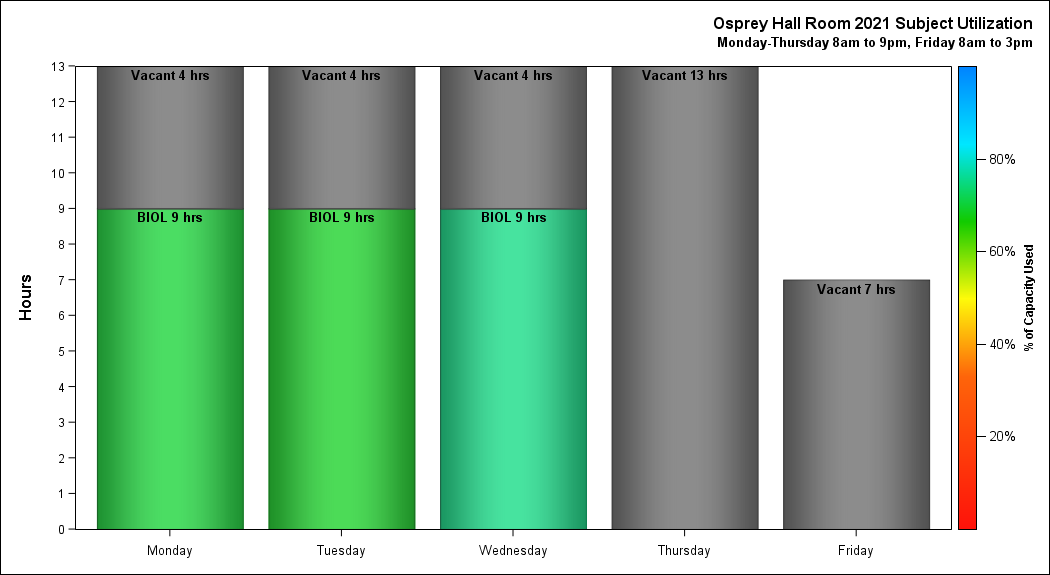 Osprey Hall Room 2021 Subject Utilization
Monday-Thursday 8am to 9pm, Friday 8am to 3pm
13
12
11
10
9
8
7
6
5
4
3
2
1
0
Hours
Vacant 4 hrs
Vacant 4 hrs
Vacant 4 hrs
Vacant 13 hrs
BIOL 9 hrs
BIOL 9 hrs
BIOL 9 hrs
Vacant 7 hrs
Monday
Tuesday
Wednesday
Thursday
Friday
80%
60%
40%
20%
% of Capacity Used